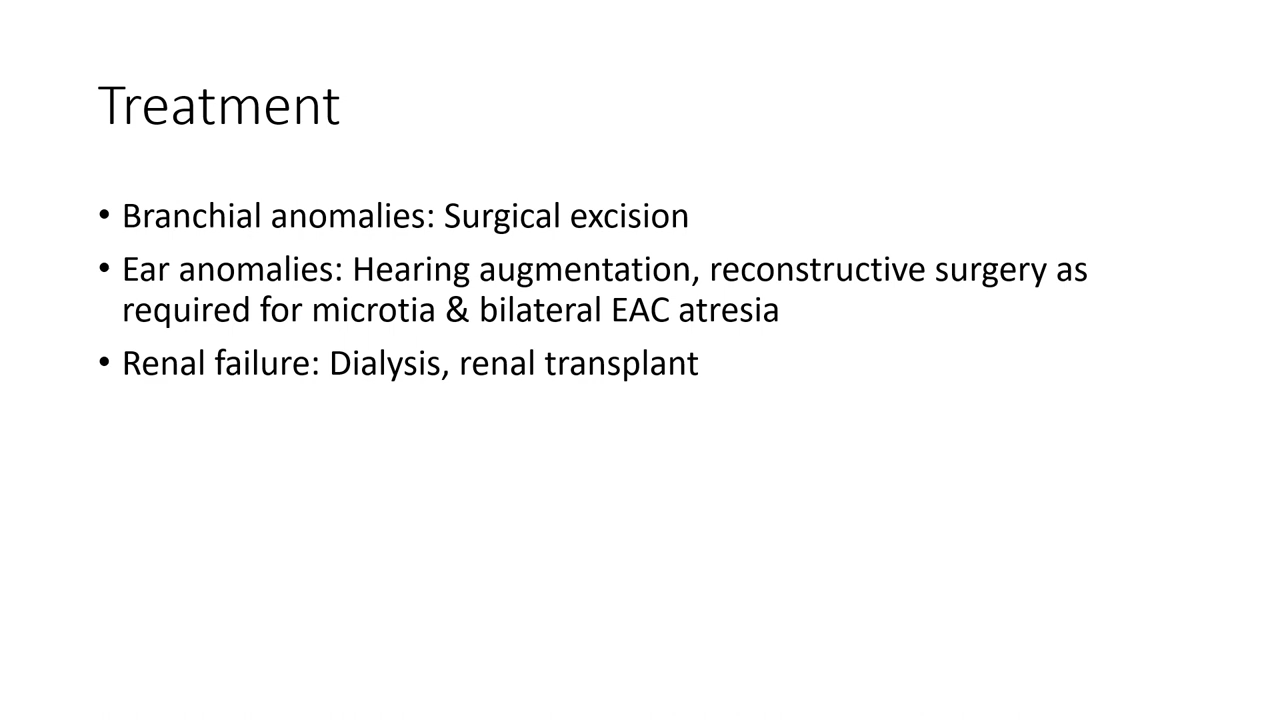 Treatment
• Branchial anomalies: Surgical excision
• Ear anomalies: Hearing augmentation, reconstructive surgery as
required for microtia & bilateral EAC atresia
• Renal failure: Dialysis, renal transplant